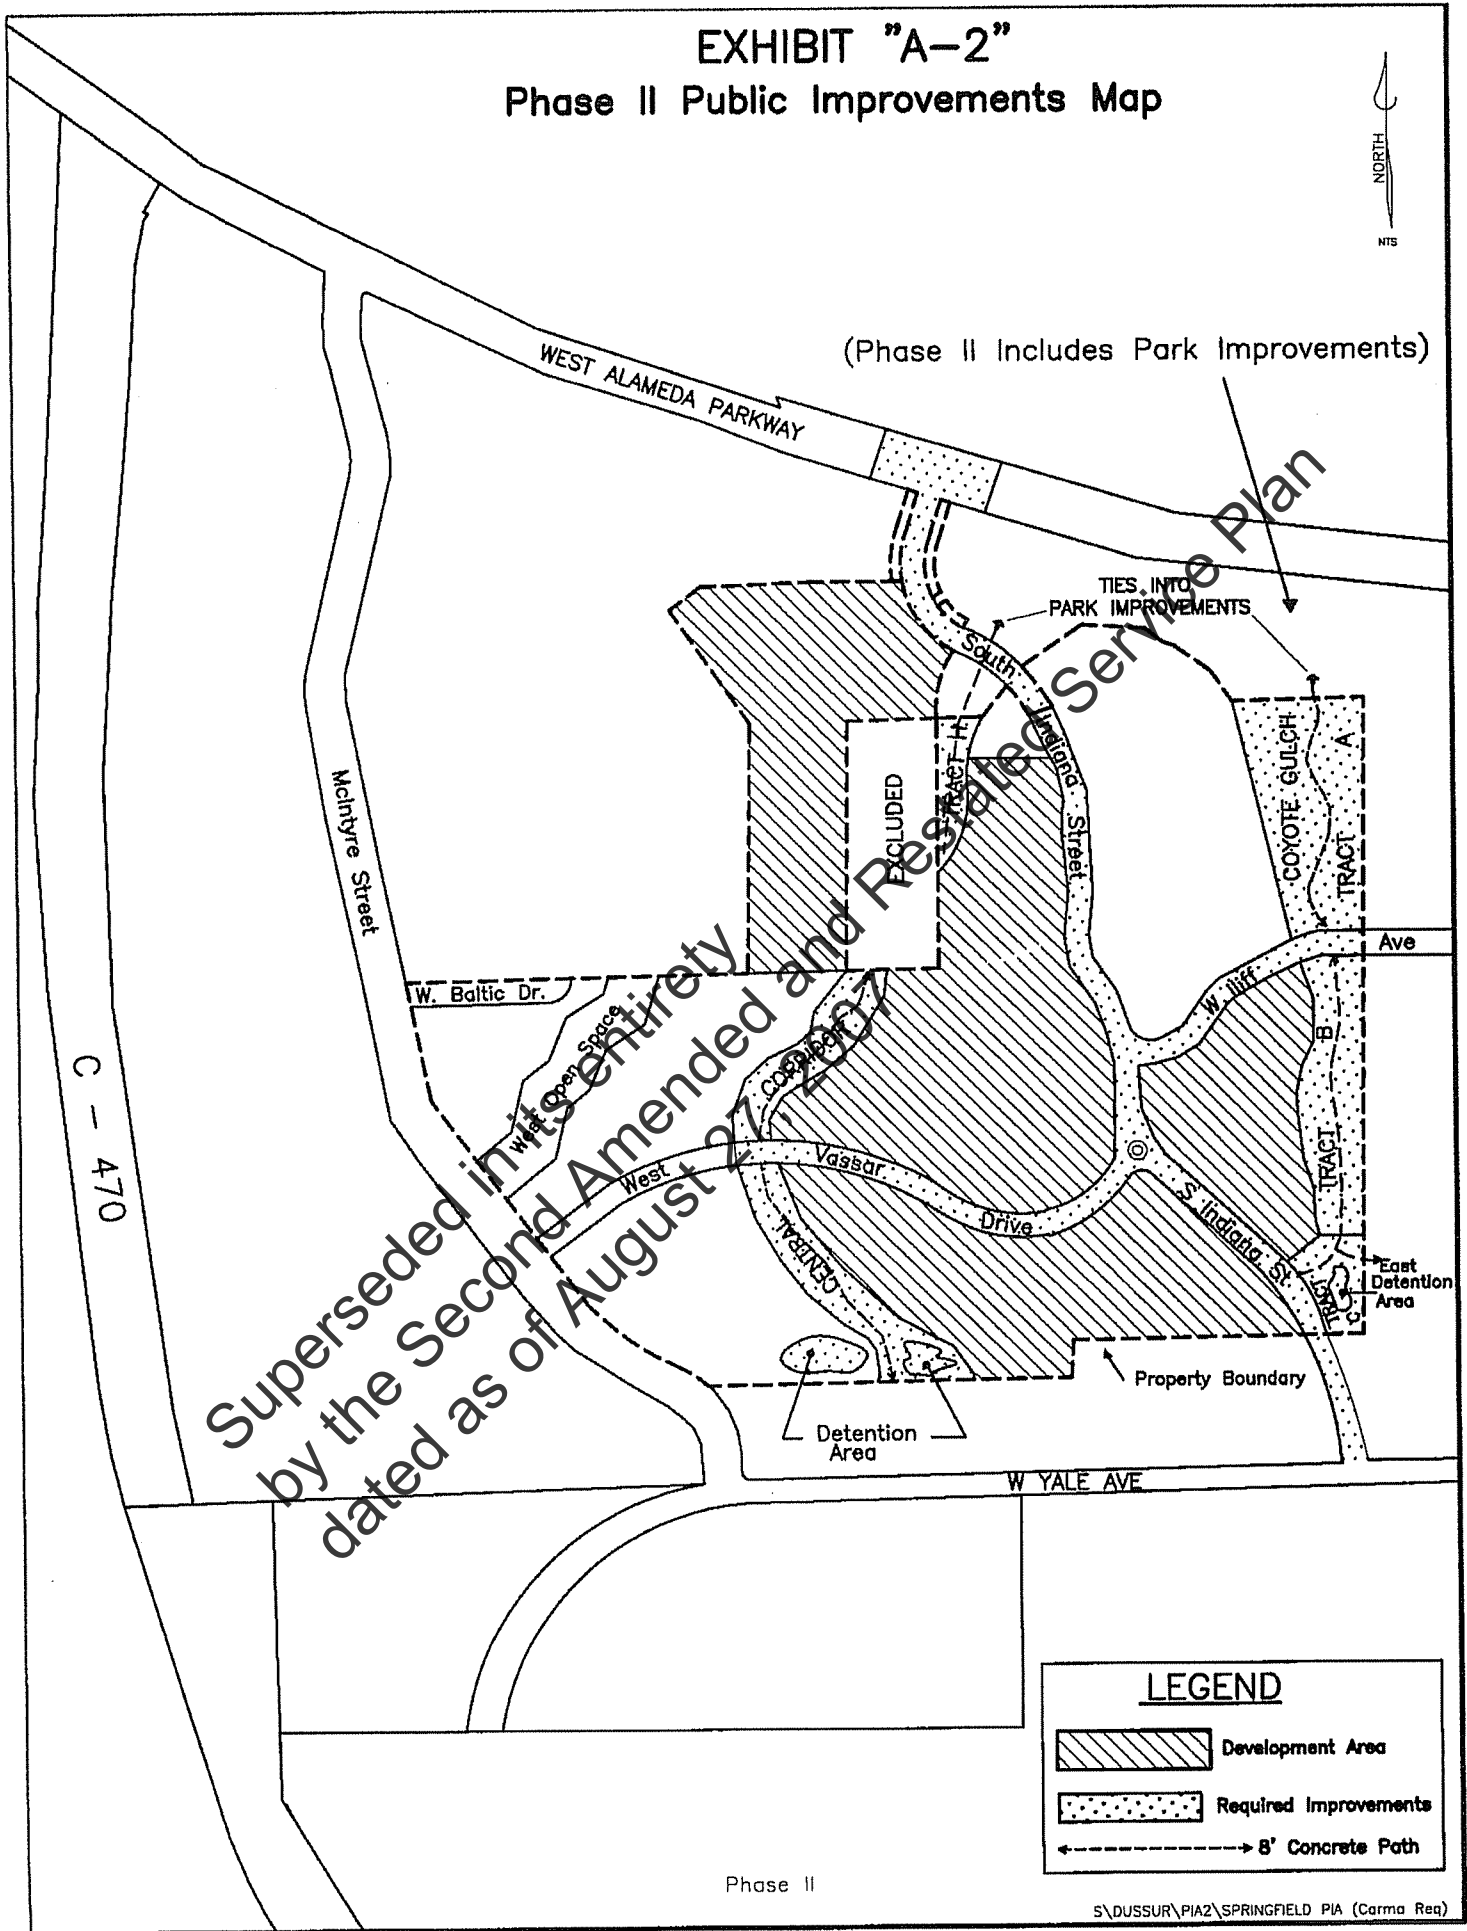 EXHIBIT "A-2"
Phase II Public Improvements Map
NORTH
NTS
(Phase II Includes Park Improvements)
WEST ALAMEDA PARKWAY
TIES INTO
PARK IMPROVEMENTS
South Indiana Street
McIntyre Street
EXCLUDED
TRACT H
COYOTE GULCH
TRACT A
Ave
W Iliff
W. Baltic Dr.
West Open Space
CORRIDOR
TRACT B
C - 470
West Vassar Drive
CENTRAL
S Indiana St
TRACT C
East
Detention
Area
Property Boundary
Detention
Area
W YALE AVE
Superseded in its entirety
by the Second Amended and Restated Service Plan
dated as of August 27, 2007
LEGEND
Development Area
Required Improvements
8' Concrete Path
Phase II
S\DUSSUR\PIA2\SPRINGFIELD PIA (Carma Req)